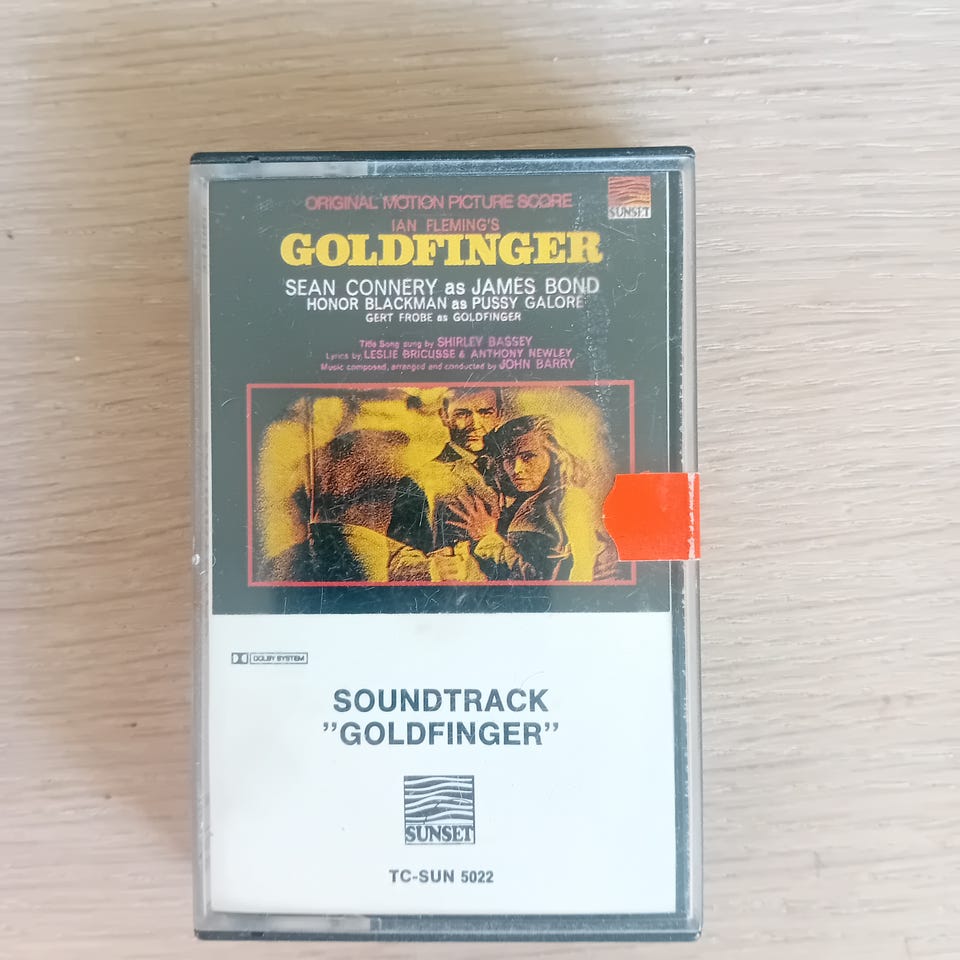 ORIGINAL MOTION PICTURE SCORE
SUNSET
IAN FLEMING'S
GOLDFINGER
SEAN CONNERY as JAMES BOND
HONOR BLACKMAN as PUSSY GALORE
GERT FROBE as GOLDFINGER
Title Song sung by SHIRLEY BASSEY
Lyrics by LESLIE BRICUSSE & ANTHONY NEWLEY
Music composed, arranged and conducted by JOHN BARRY
DOLBY SYSTEM
SOUNDTRACK
"GOLDFINGER"
SUNSET
TC-SUN 5022